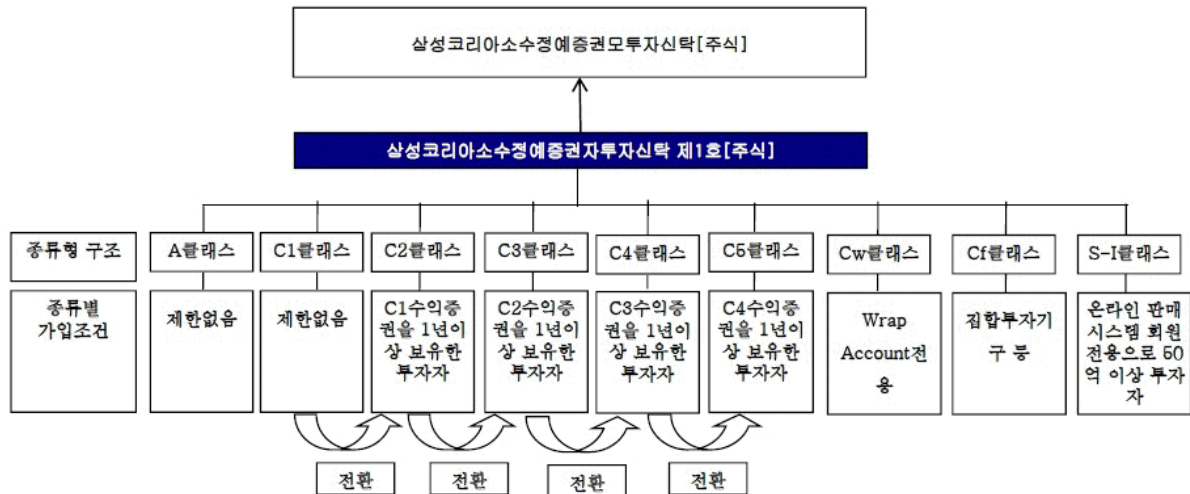 삼성코리아소수정예증권모투자신탁[주식]
삼성코리아소수정예증권자투자신탁 제1호[주식]
종류형 구조
A클래스
C1클래스
C2클래스
C3클래스
C4클래스
C5클래스
Cw클래스
Cf클래스
S-I클래스
종류별
가입조건
제한없음
제한없음
C1수익증
권을 1년이
상 보유한
투자자
C2수익증
권을 1년이
상 보유한
투자자
C3수익증
권을 1년이
상 보유한
투자자
C4수익증
권을 1년이
상 보유한
투자자
Wrap
Account전
용
집합투자기
구 등
온라인 판매
시스템 회원
전용으로 50
억 이상 투자
자
전환
전환
전환
전환